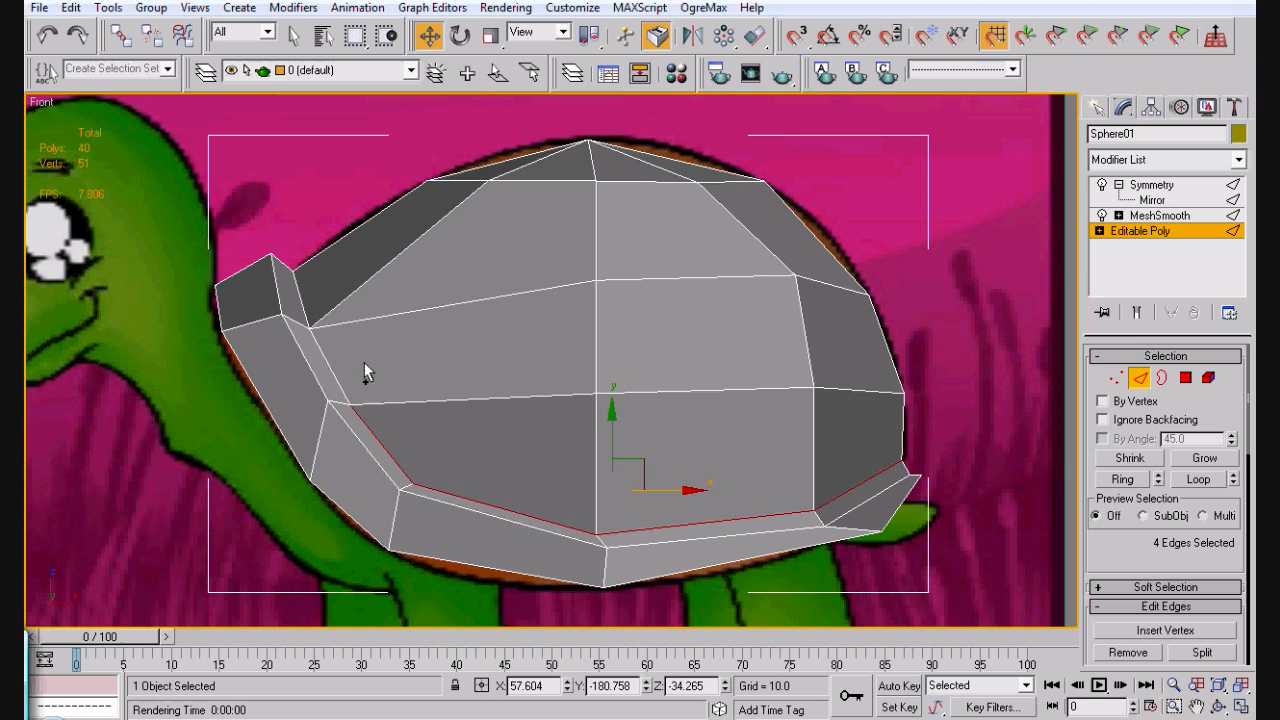 File Edit Tools Group Views Create Modifiers Animation Graph Editors Rendering Customize MAXScript OgreMax Help
All View
Create Selection Set 0 (default)
Front
Total
Polys: 40
Verts: 51
FPS: 7.806
Sphere01
Modifier List
Symmetry
Mirror
MeshSmooth
Editable Poly
Selection
By Vertex
Ignore Backfacing
By Angle: 45.0
Shrink Grow
Ring Loop
Preview Selection
Off SubObj Multi
4 Edges Selected
Soft Selection
Edit Edges
Insert Vertex
Remove Split
0 / 100
0 5 10 15 20 25 30 35 40 45 50 55 60 65 70 75 80 85 90 95 100
1 Object Selected X: 57.604 Y: -180.758 Z: -34.265 Grid = 10.0 Auto Key Selected
Rendering Time 0:00:00 Add Time Tag Set Key Key Filters... 0